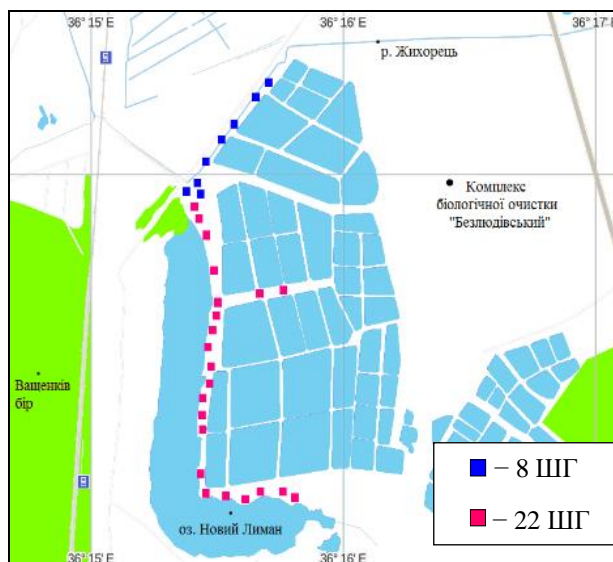 36° 15' E
36° 16' E
36° 17' E
р. Жихорець
Комплекс
біологічної очистки
"Безлюдівський"
Ващенків
бір
– 8 ШГ
– 22 ШГ
оз. Новий Лиман
36° 15' E
36° 16' E